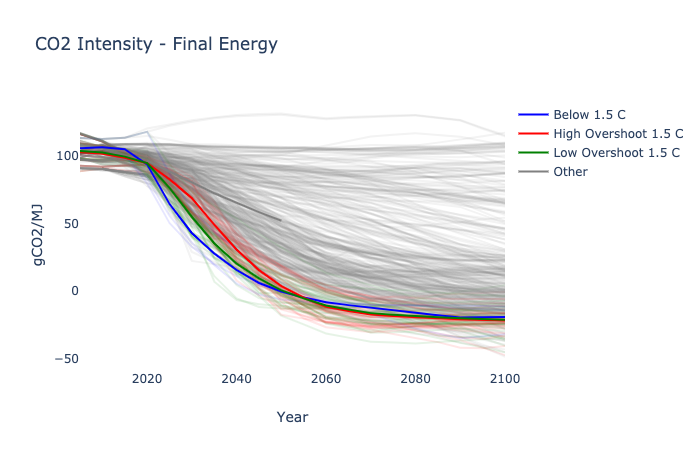 CO2 Intensity - Final Energy
Below 1.5 C
High Overshoot 1.5 C
Low Overshoot 1.5 C
Other
gCO2/MJ
100
50
0
−50
2020 2040 2060 2080 2100
Year